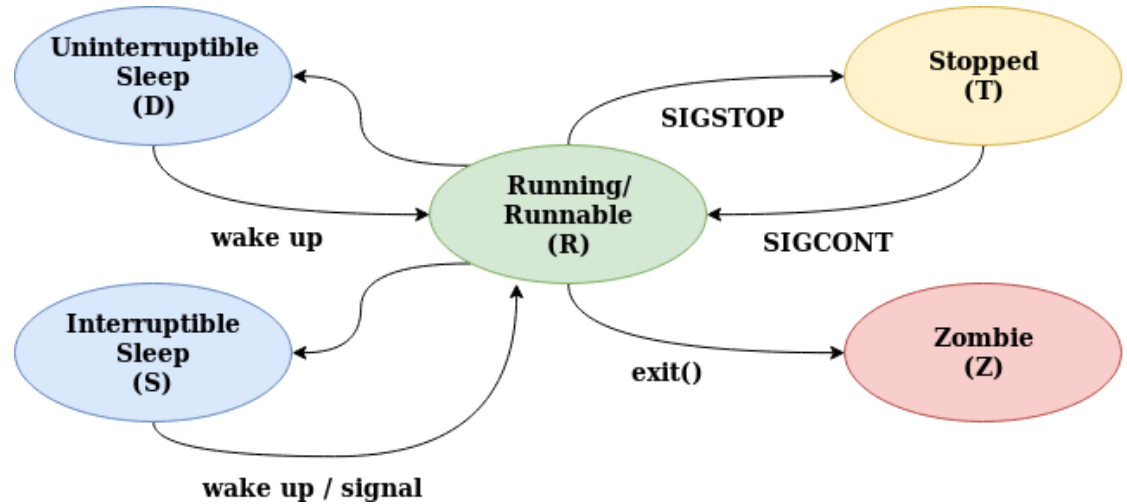 Uninterruptible
Sleep
(D)
Stopped
(T)
SIGSTOP
Running/
Runnable
(R)
wake up
SIGCONT
Interruptible
Sleep
(S)
Zombie
(Z)
exit()
wake up / signal